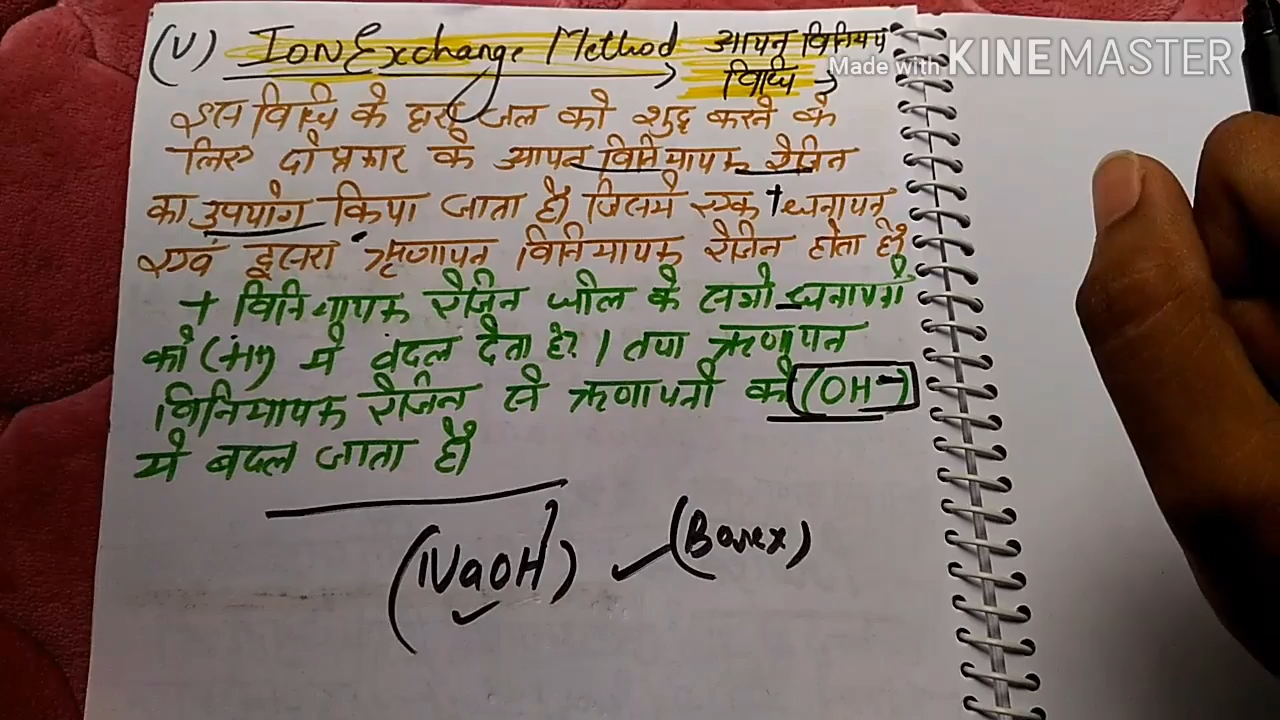 (V) Ion Exchange Method आयन विनिमय
विधि →
Made with KINEMASTER
इस विधि के द्वारा जल को शुद्ध करने के
लिए दो प्रकार के आयन विनिमायक रेजिन
का उपयोग किया जाता है। जिसमे एक + धनायन
एवं दूसरा ऋणायन विनिमायक रेजिन होता है।
+ विनिमायक रेजिन घोल के सभी धनायनो
को (+H) मे बदल देता है। तथा ऋणायन
विनिमायक रेजिन से ऋणायनो को (OH-)
मे बदल जाता है।
(NaOH) (Barex)